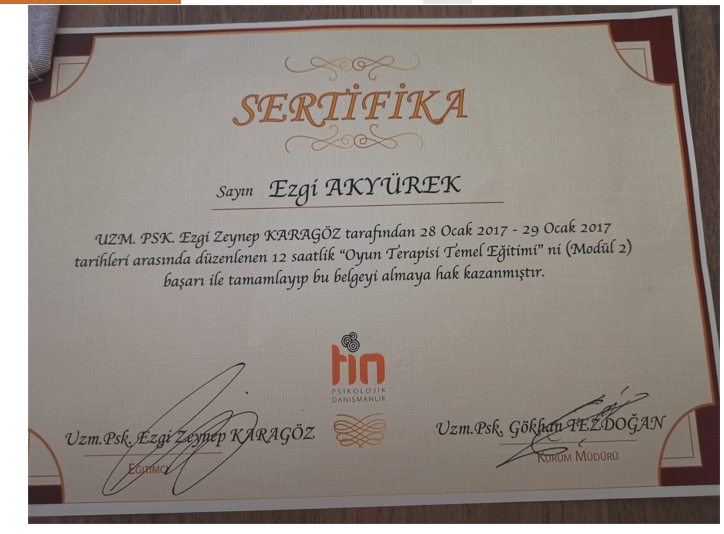 SERTİFİKA
Sayın Ezgi AKYÜREK
UZM. PSK. Ezgi Zeynep KARAGÖZ tarafından 28 Ocak 2017 - 29 Ocak 2017
tarihleri arasında düzenlenen 12 saatlik “Oyun Terapisi Temel Eğitimi” ni (Modül 2)
başarı ile tamamlayıp bu belgeyi almaya hak kazanmıştır.
tin
PSİKOLOJİK
DANIŞMANLIK
Uzm.Psk. Ezgi Zeynep KARAGÖZ
EĞİTİMCİ
Uzm.Psk. Gökhan TEZDOĞAN
KURUM MÜDÜRÜ